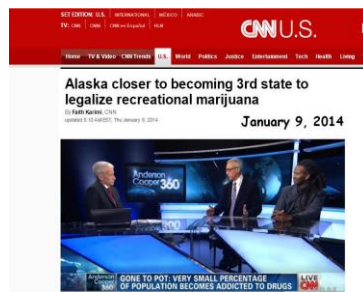 SET EDITION: U.S. INTERNATIONAL MÉXICO ARABIC
TV: CNN CNNi CNN en Español HLN
CNN U.S.
Home TV & Video CNN Trends U.S. World Politics Justice Entertainment Tech Health Living
Alaska closer to becoming 3rd state to
legalize recreational marijuana
By Faith Karimi, CNN
January 9, 2014
Anderson
Cooper
360°
Anderson
360°
GONE TO POT: VERY SMALL PERCENTAGE
OF POPULATION BECOMES ADDICTED TO DRUGS
LIVE
CNN